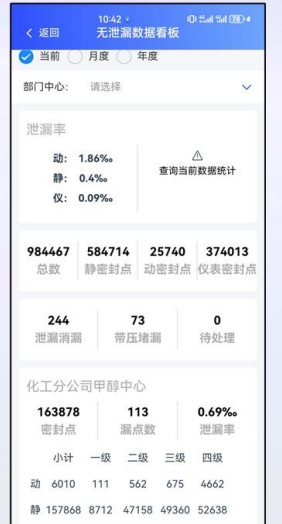 10:42
78
返回 无泄漏数据看板
当前 月度 年度
部门中心： 请选择
泄漏率
动： 1.86‰
静： 0.4‰
仪： 0.09‰
查询当前数据统计
984467 584714 25740 374013
总数 静密封点 动密封点 仪表密封点
244 73 0
泄漏消漏 带压堵漏 待处理
化工分公司甲醇中心
163878 113 0.69‰
密封点 漏点数 泄漏率
小计 一级 二级 三级 四级
动 6010 111 562 675 4662
静 157868 8712 47158 49360 52638